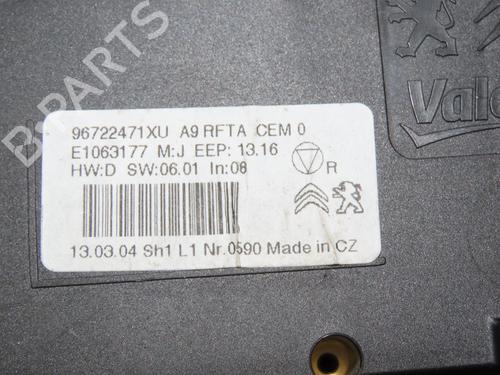 B-PARTS
96722471XU A9 RFTA CEM 0
E1063177 M:J EEP: 13.16
HW:D SW:06.01 In:08
R
13.03.04 Sh1 L1 Nr.0590 Made in CZ